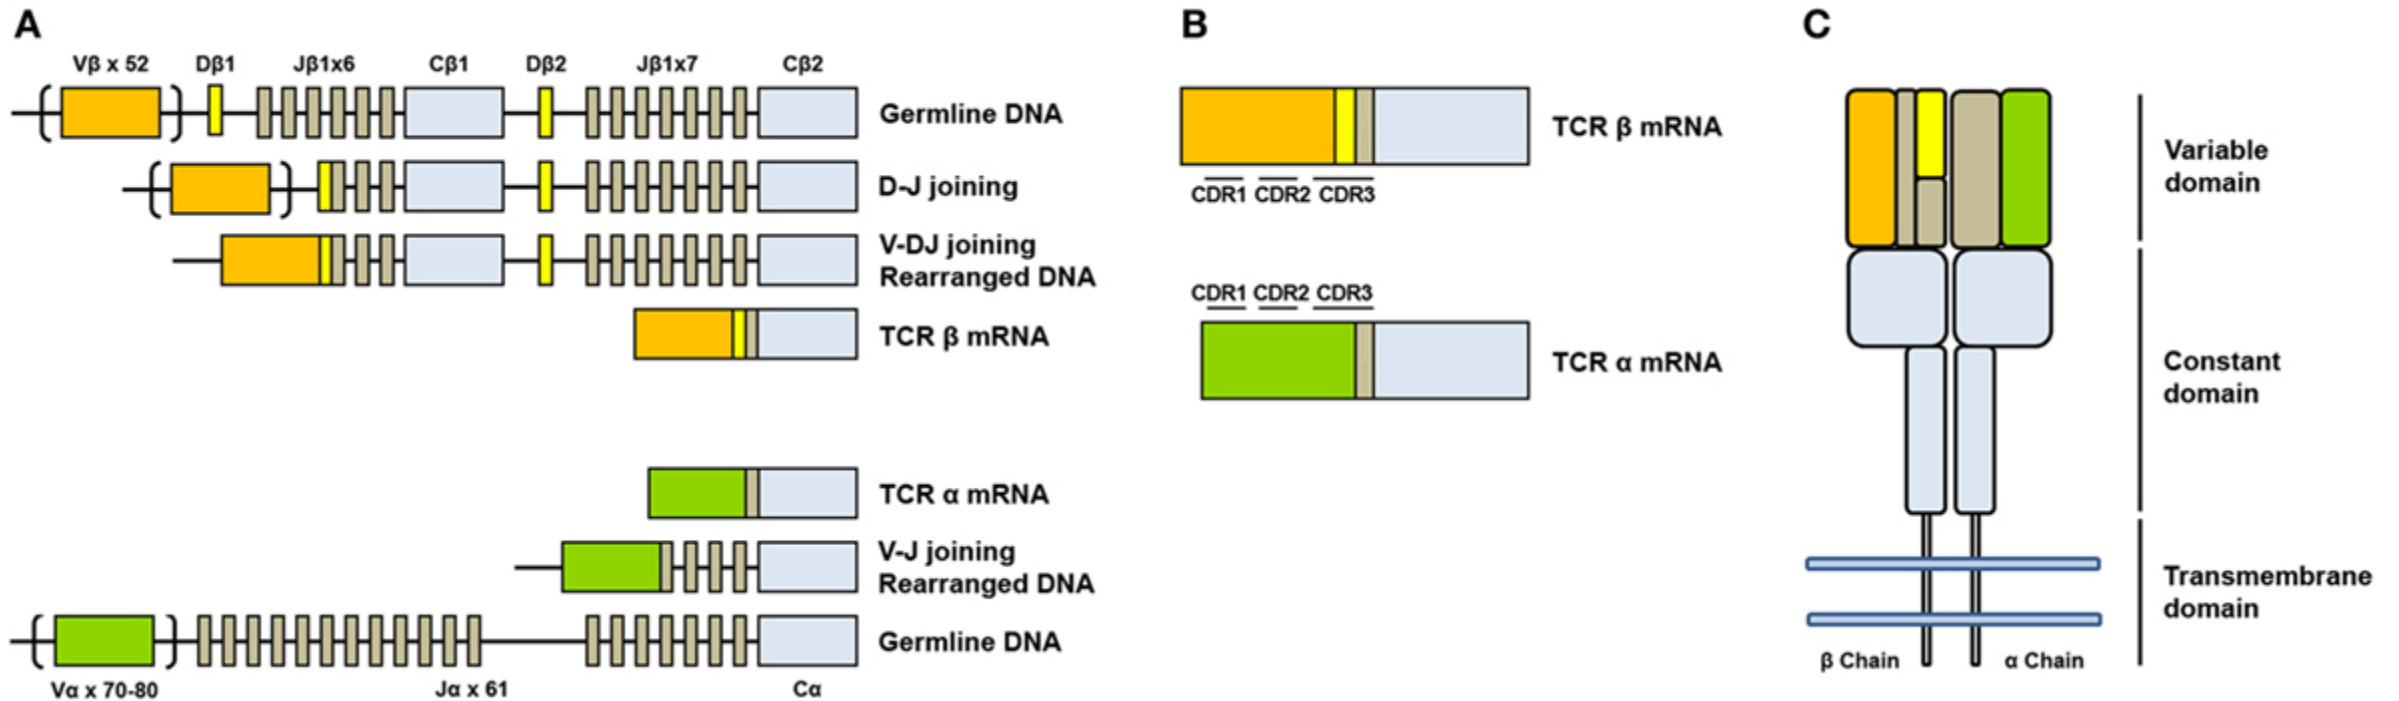 A
Vβ x 52
Dβ1
Jβ1x6
Cβ1
Dβ2
Jβ1x7
Cβ2
Germline DNA
D-J joining
V-DJ joining
Rearranged DNA
TCR β mRNA
TCR α mRNA
V-J joining
Rearranged DNA
Germline DNA
Vα x 70-80
Jα x 61
Cα
B
TCR β mRNA
CDR1 CDR2 CDR3
CDR1 CDR2 CDR3
TCR α mRNA
C
Variable
domain
Constant
domain
Transmembrane
domain
β Chain
α Chain